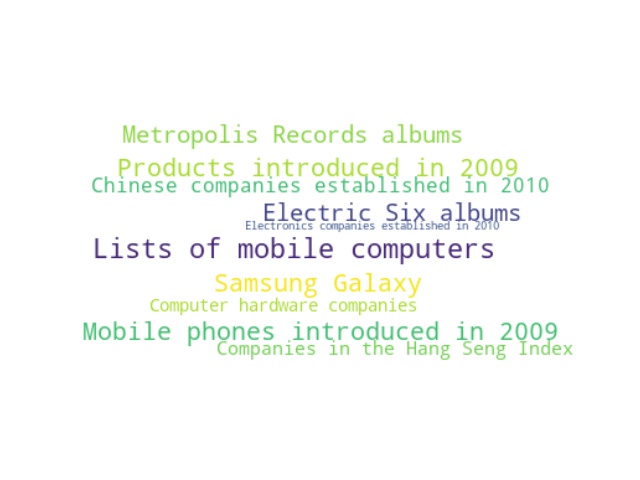 Metropolis Records albums
Products introduced in 2009
Chinese companies established in 2010
Electric Six albums
Electronics companies established in 2010
Lists of mobile computers
Samsung Galaxy
Computer hardware companies
Mobile phones introduced in 2009
Companies in the Hang Seng Index